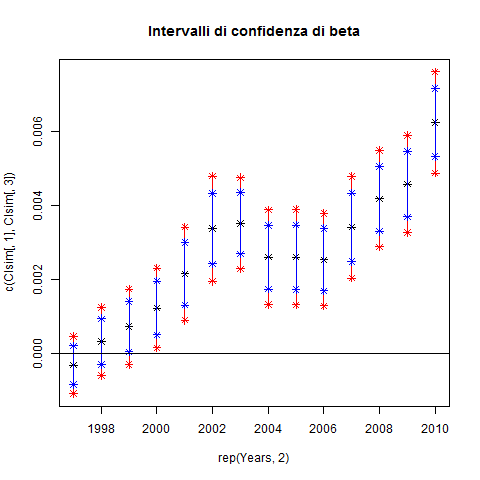 Intervalli di confidenza di beta
c(CIsim[, 1], CIsim[, 3])
0.006
0.004
0.002
0.000
1998 2000 2002 2004 2006 2008 2010
rep(Years, 2)